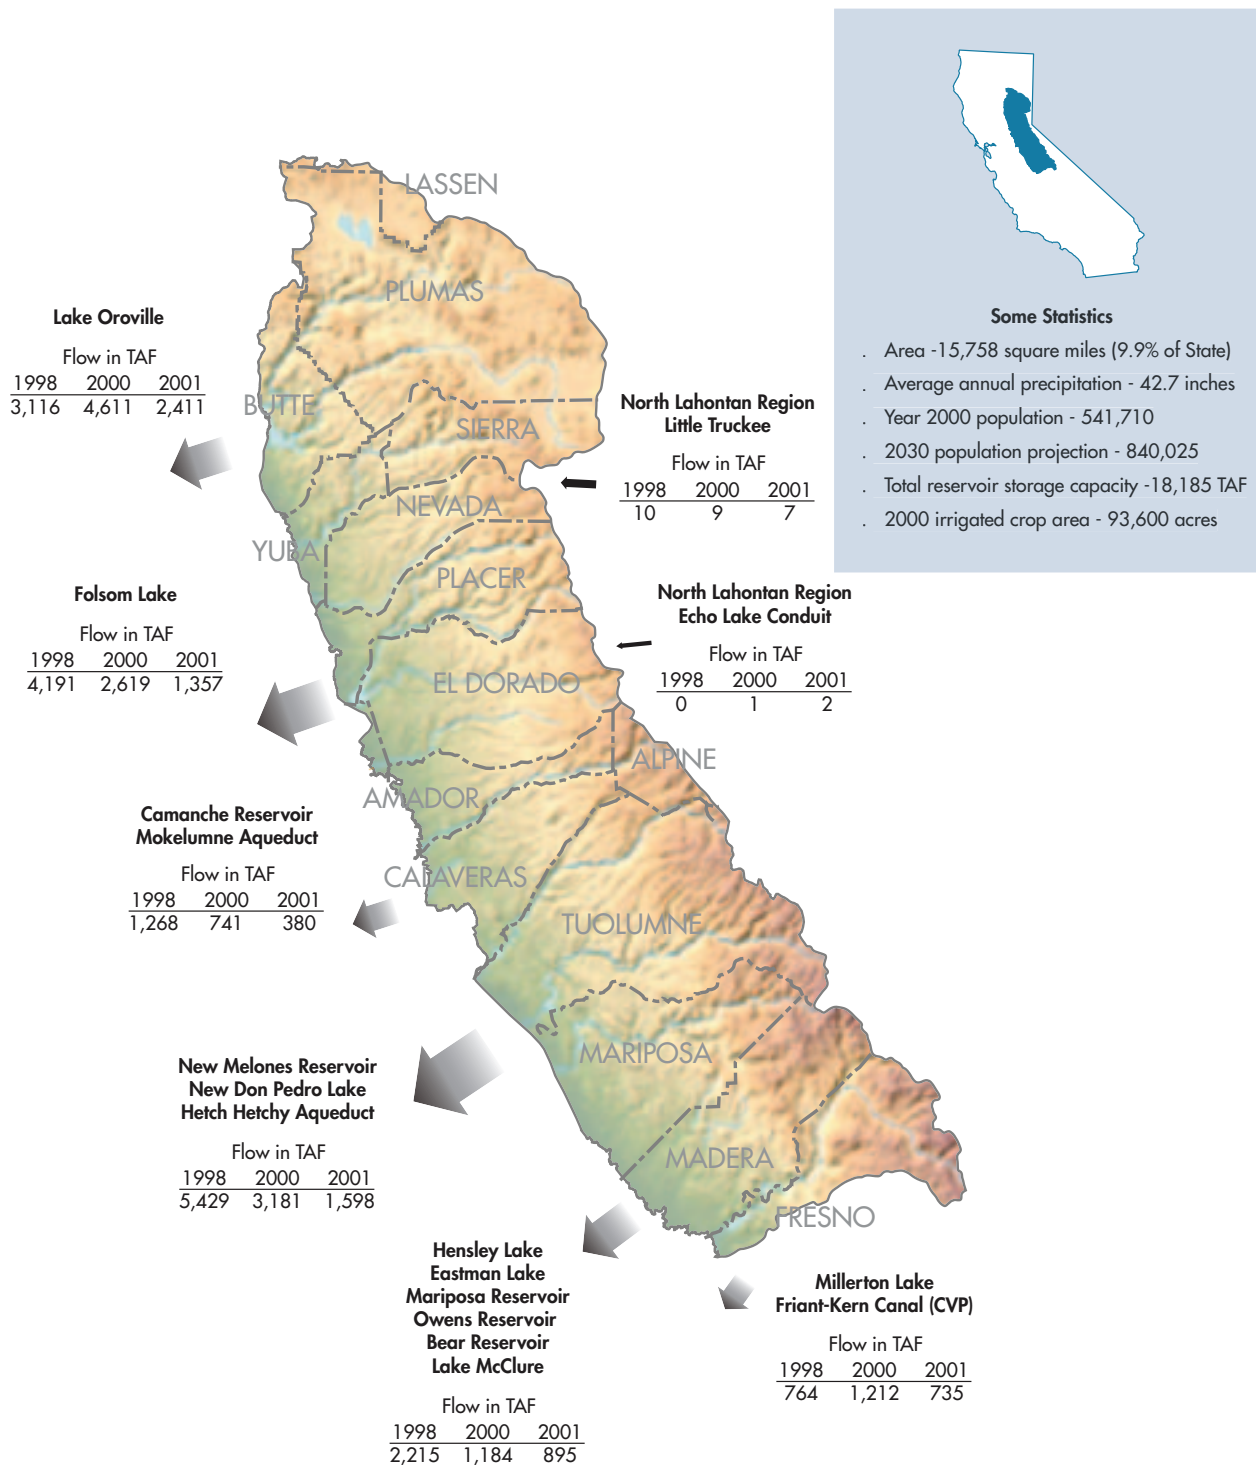 Some Statistics
. Area -15,758 square miles (9.9% of State)
. Average annual precipitation - 42.7 inches
. Year 2000 population - 541,710
. 2030 population projection - 840,025
. Total reservoir storage capacity -18,185 TAF
. 2000 irrigated crop area - 93,600 acres
LASSEN
PLUMAS
BUTTE
SIERRA
NEVADA
YUBA
PLACER
EL DORADO
ALPINE
AMADOR
CALAVERAS
TUOLUMNE
MARIPOSA
MADERA
FRESNO
Lake Oroville
Flow in TAF
1998 2000 2001
3,116 4,611 2,411
North Lahontan Region
Little Truckee
Flow in TAF
1998 2000 2001
10 9 7
Folsom Lake
Flow in TAF
1998 2000 2001
4,191 2,619 1,357
North Lahontan Region
Echo Lake Conduit
Flow in TAF
1998 2000 2001
0 1 2
Camanche Reservoir
Mokelumne Aqueduct
Flow in TAF
1998 2000 2001
1,268 741 380
New Melones Reservoir
New Don Pedro Lake
Hetch Hetchy Aqueduct
Flow in TAF
1998 2000 2001
5,429 3,181 1,598
Hensley Lake
Eastman Lake
Mariposa Reservoir
Owens Reservoir
Bear Reservoir
Lake McClure
Flow in TAF
1998 2000 2001
2,215 1,184 895
Millerton Lake
Friant-Kern Canal (CVP)
Flow in TAF
1998 2000 2001
764 1,212 735